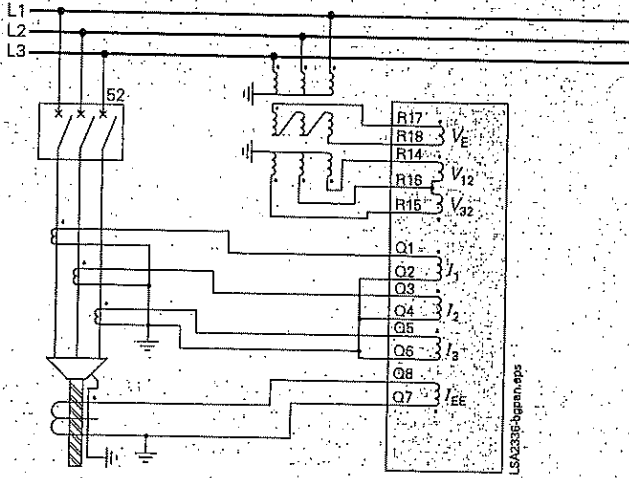 L1
L2
L3
52
R17
R18
V_E
R14
V_12
R16
R15
V_32
Q1
Q2
I_1
Q3
Q4
I_2
Q5
Q6
I_3
Q8
Q7
I_EE
LSA2336-bgpan.eps